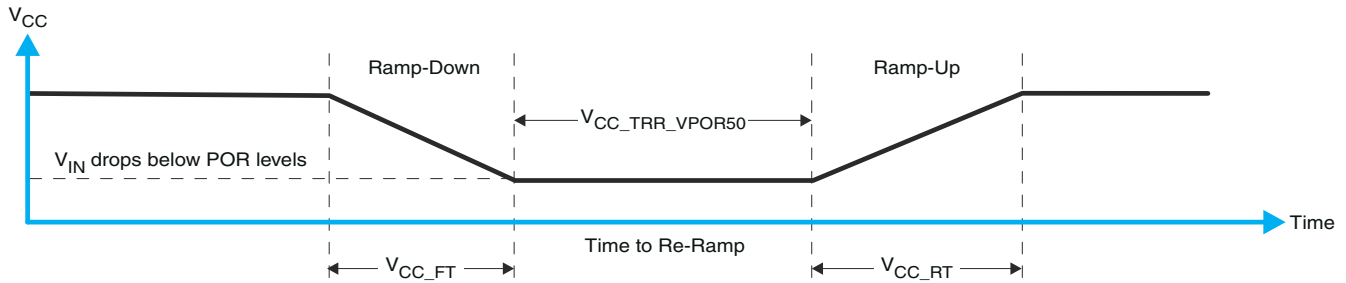 VCC
Ramp-Down
Ramp-Up
VCC_TRR_VPOR50
VIN drops below POR levels
Time
Time to Re-Ramp
VCC_FT
VCC_RT